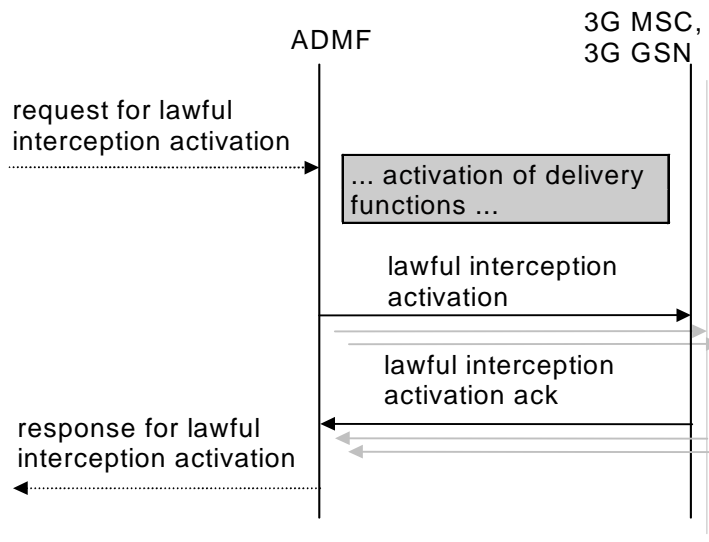 ADMF
3G MSC,
3G GSN
request for lawful
interception activation
... activation of delivery
functions ...
lawful interception
activation
lawful interception
activation ack
response for lawful
interception activation